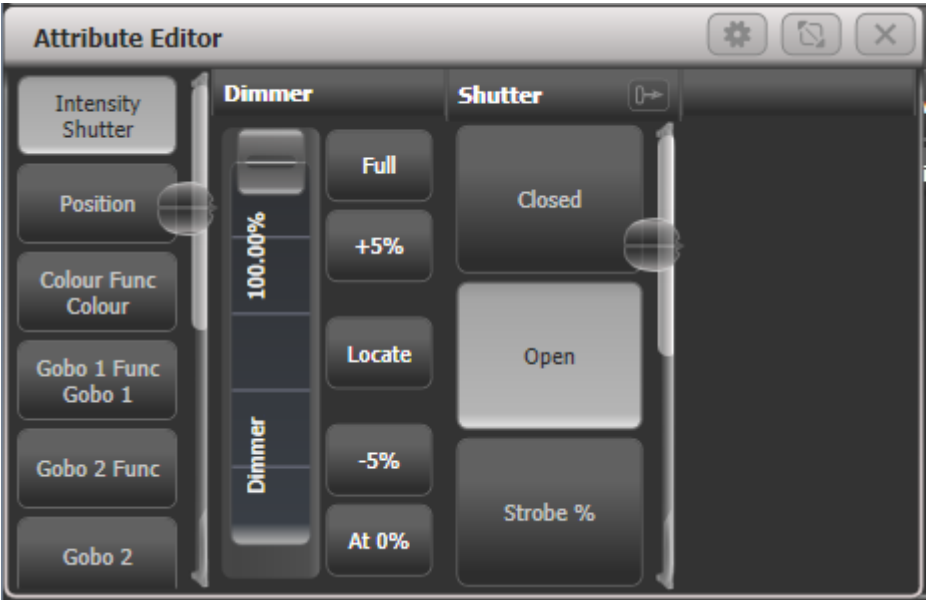 Attribute Editor
Intensity
Shutter
Position
Colour Func
Colour
Gobo 1 Func
Gobo 1
Gobo 2 Func
Gobo 2
Dimmer
100.00%
Dimmer
Full
+5%
Locate
-5%
At 0%
Shutter
Closed
Open
Strobe %